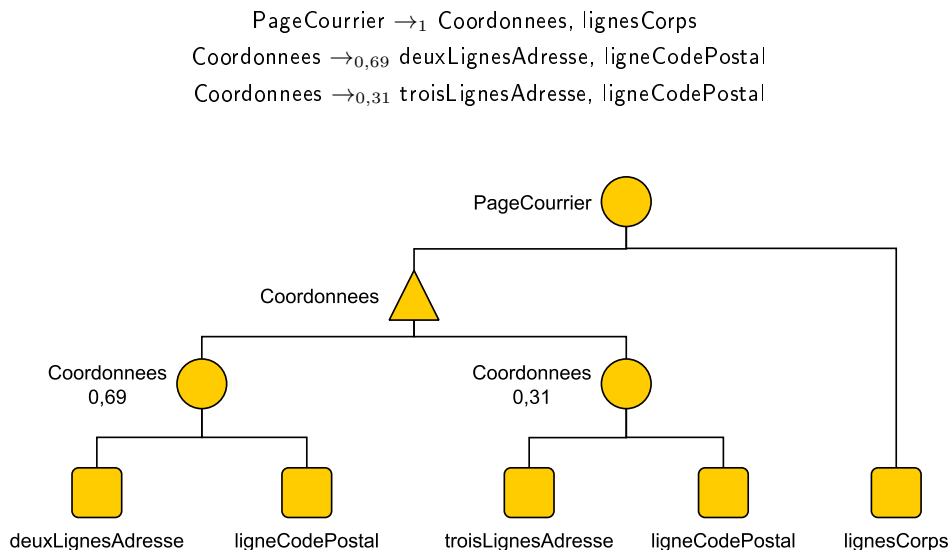 PageCourrier →₁ Coordonnees, lignesCorps
Coordonnees →₀,₆₉ deuxLignesAdresse, ligneCodePostal
Coordonnees →₀,₃₁ troisLignesAdresse, ligneCodePostal
PageCourrier
Coordonnees
Coordonnees
0,69
Coordonnees
0,31
deuxLignesAdresse
ligneCodePostal
troisLignesAdresse
ligneCodePostal
lignesCorps